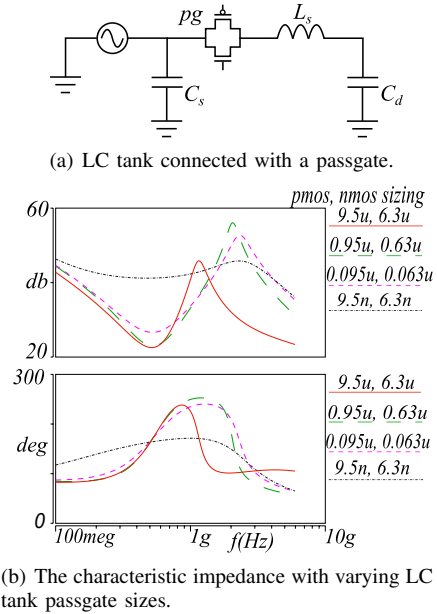 pg
L_s
C_s
C_d
(a) LC tank connected with a passgate.
pmos, nmos sizing
60
db
20
9.5u, 6.3u
0.95u, 0.63u
0.095u, 0.063u
9.5n, 6.3n
300
deg
0
9.5u, 6.3u
0.95u, 0.63u
0.095u, 0.063u
9.5n, 6.3n
100meg 1g f(Hz) 10g
(b) The characteristic impedance with varying LC
tank passgate sizes.